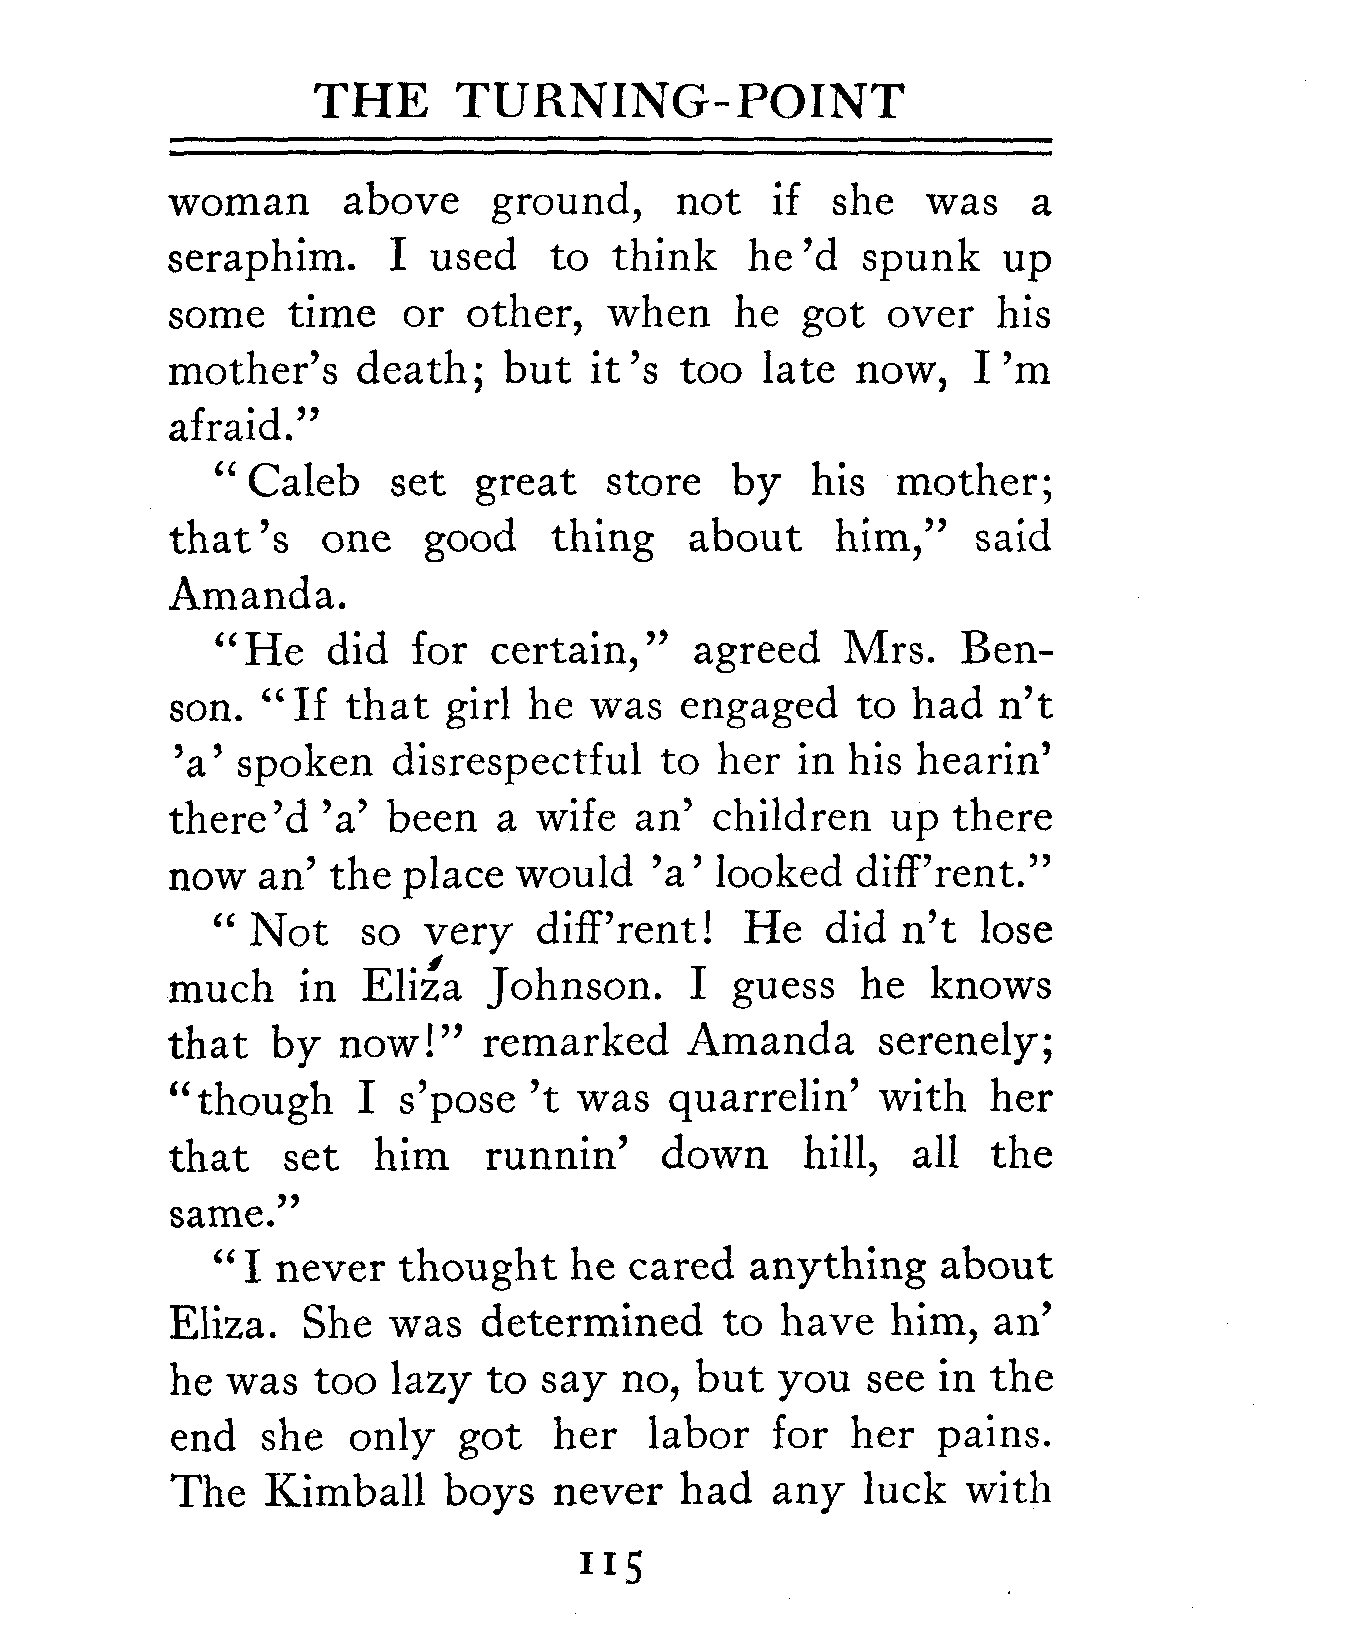 THE TURNING-POINT
woman above ground, not if she was a
seraphim. I used to think he'd spunk up
some time or other, when he got over his
mother's death; but it's too late now, I'm
afraid."
"Caleb set great store by his mother;
that's one good thing about him," said
Amanda.
"He did for certain," agreed Mrs. Ben-
son. "If that girl he was engaged to had n't
'a' spoken disrespectful to her in his hearin'
there'd 'a' been a wife an' children up there
now an' the place would 'a' looked diff'rent."
"Not so very diff'rent! He did n't lose
much in Eliza Johnson. I guess he knows
that by now!" remarked Amanda serenely;
"though I s'pose 't was quarrelin' with her
that set him runnin' down hill, all the
same."
"I never thought he cared anything about
Eliza. She was determined to have him, an'
he was too lazy to say no, but you see in the
end she only got her labor for her pains.
The Kimball boys never had any luck with
115